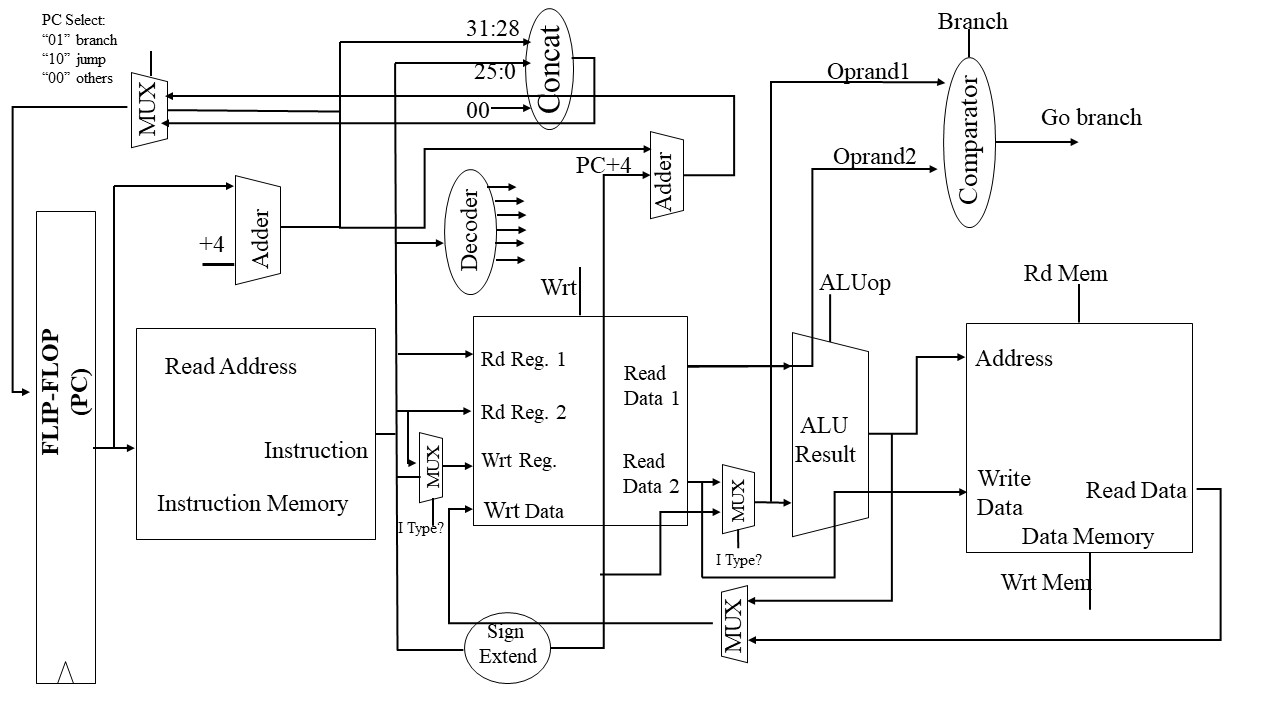 PC Select:
“01” branch
“10” jump
“00” others
MUX
31:28
25:0
00
Concat
Branch
Oprand1
Oprand2
Comparator
Go branch
PC+4
Adder
+4
Adder
Decoder
Wrt
ALUop
Rd Mem
FLIP-FLOP
(PC)
Read Address
Instruction
Instruction Memory
Rd Reg. 1
Rd Reg. 2
Wrt Reg.
Wrt Data
Read
Data 1
Read
Data 2
MUX
I Type?
MUX
I Type?
ALU
Result
Address
Write
Data
Read Data
Data Memory
Wrt Mem
MUX
Sign
Extend